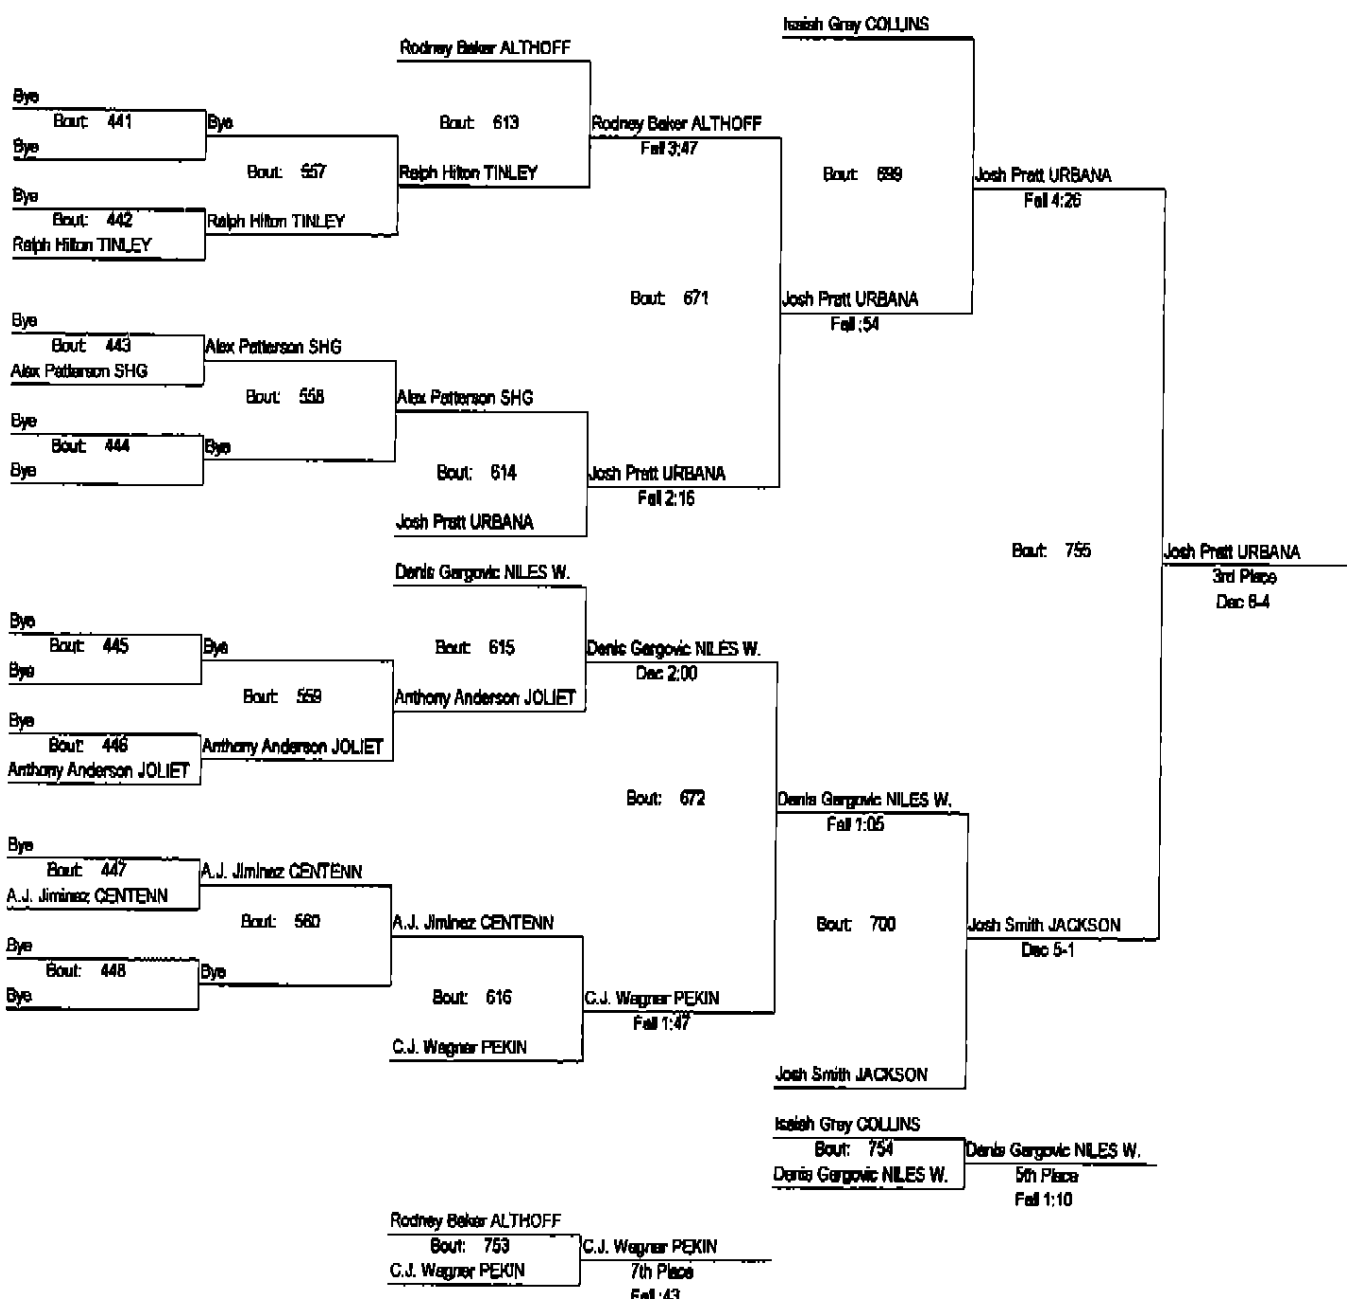 Isaiah Gray COLLINS
Rodney Baker ALTHOFF
Bye
Bout: 441
Bye
Bout: 613
Rodney Baker ALTHOFF
Fall 3:47
Bye
Bout: 557
Ralph Hilton TINLEY
Bout: 699
Josh Pratt URBANA
Fall 4:26
Bye
Bout: 442
Ralph Hilton TINLEY
Ralph Hilton TINLEY
Bout: 671
Josh Pratt URBANA
Fall :54
Bye
Bout: 443
Alex Patterson SHG
Alex Patterson SHG
Bout: 558
Alex Patterson SHG
Bye
Bout: 444
Bye
Bye
Bout: 614
Josh Pratt URBANA
Fall 2:16
Josh Pratt URBANA
Bout: 755
Josh Pratt URBANA
3rd Place
Dec 6-4
Denis Gargovic NILES W.
Bye
Bout: 445
Bye
Bye
Bout: 615
Denis Gargovic NILES W.
Dec 2:00
Bout: 559
Anthony Anderson JOLIET
Bye
Bout: 446
Anthony Anderson JOLIET
Anthony Anderson JOLIET
Bout: 672
Denis Gargovic NILES W.
Fall 1:05
Bye
Bout: 447
A.J. Jiminez CENTENN
A.J. Jiminez CENTENN
Bout: 560
A.J. Jiminez CENTENN
Bout: 700
Josh Smith JACKSON
Dec 5-1
Bye
Bout: 448
Bye
Bye
Bout: 616
C.J. Wagner PEKIN
Fall 1:47
C.J. Wagner PEKIN
Josh Smith JACKSON
Isaiah Gray COLLINS
Bout: 754
Denis Gargovic NILES W.
Denis Gargovic NILES W.
5th Place
Fall 1:10
Rodney Baker ALTHOFF
Bout: 753
C.J. Wagner PEKIN
C.J. Wagner PEKIN
7th Place
Fall :43